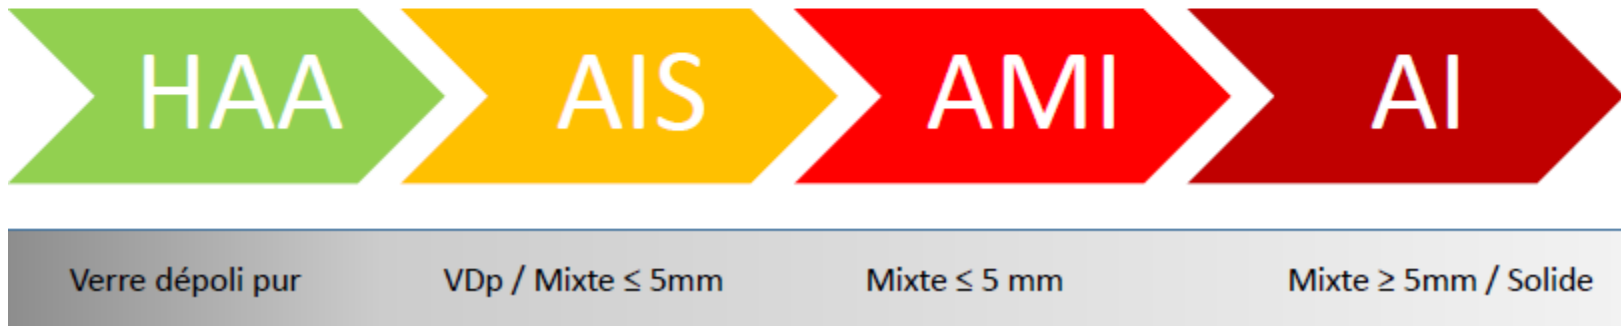 HAA AIS AMI AI
Verre dépoli pur VDp / Mixte ≤ 5mm Mixte ≤ 5 mm Mixte ≥ 5mm / Solide